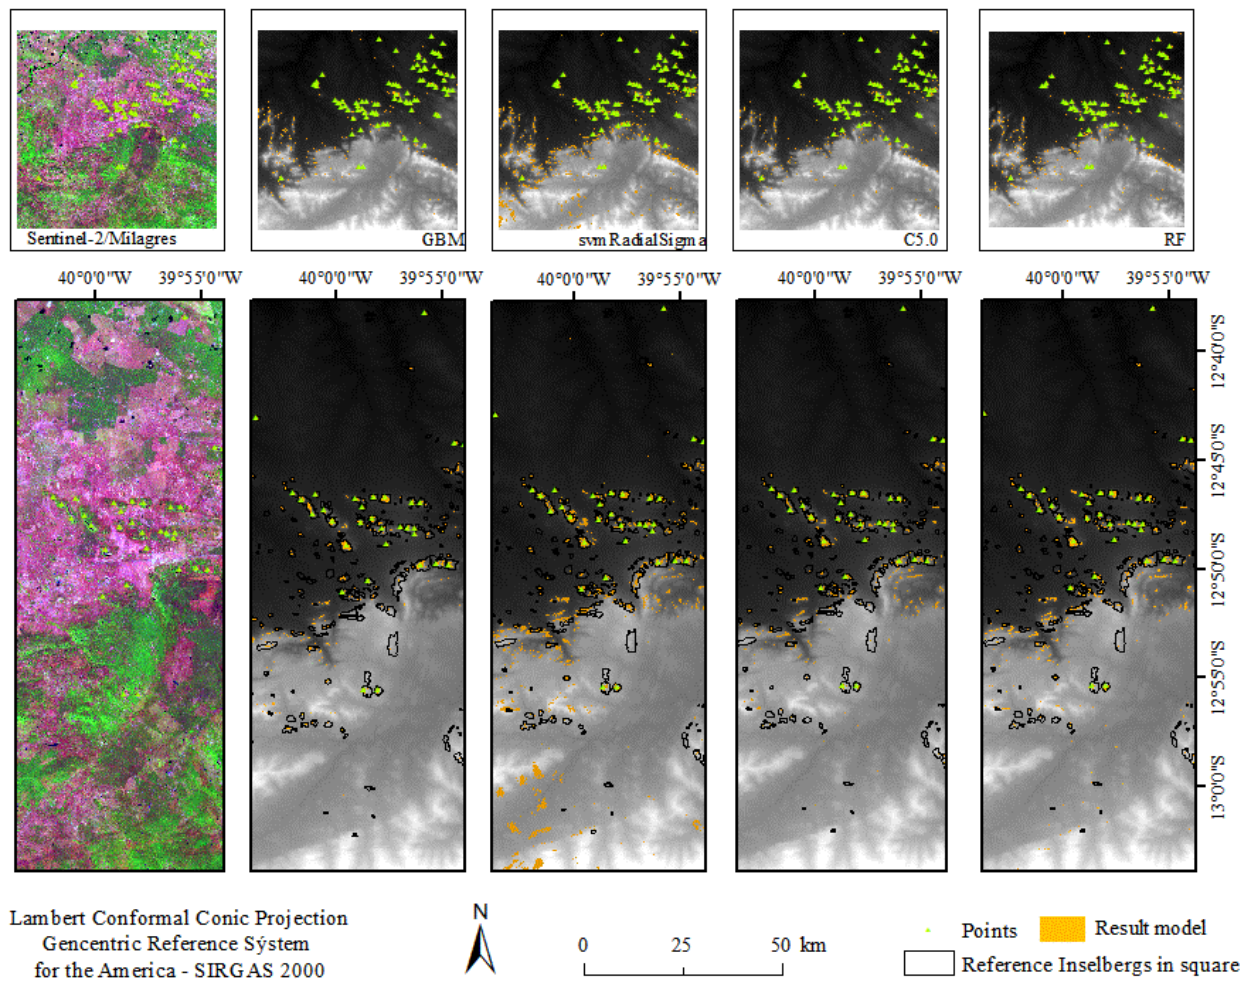 Sentinel-2/Milagres
GBM
svmRadialSigma
C5.0
RF
40°0'0"W 39°55'0"W
40°0'0"W 39°55'0"W
40°0'0"W 39°55'0"W
40°0'0"W 39°55'0"W
40°0'0"W 39°55'0"W
12°40'0"S
12°45'0"S
12°50'0"S
12°55'0"S
13°0'0"S
Lambert Conformal Conic Projection
Gencentric Reference Sýstem
for the America - SIRGAS 2000
N
0 25 50 km
Points
Result model
Reference Inselbergs in square